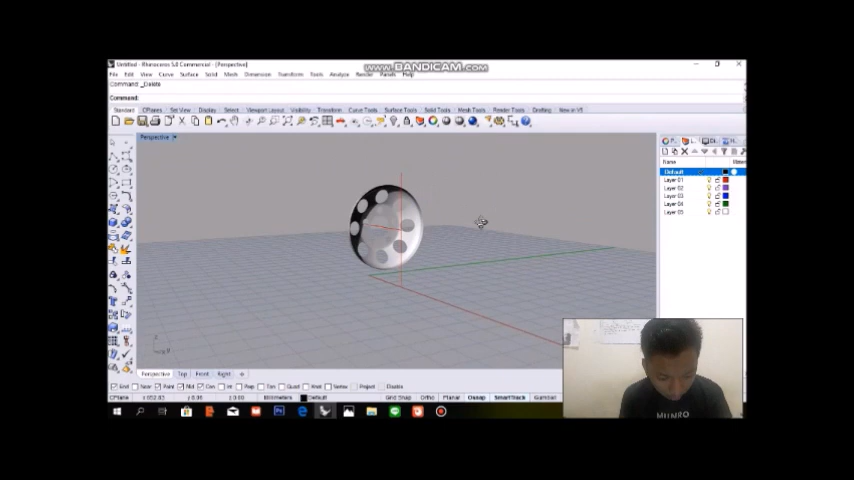 Untitled - Rhinoceros 5.0 Commercial - [Perspective]
WWW.BANDICAM.COM
File Edit View Curve Surface Solid Mesh Dimension Transform Tools Analyze Render Panels Help
Command: _Delete
Command:
Standard CPlanes Set View Display Select Viewport Layout Visibility Transform Curve Tools Surface Tools Solid Tools Mesh Tools Render Tools Drafting New in V5
Perspective
Name
Default
Layer 01
Layer 02
Layer 03
Layer 04
Layer 05
MUNRO
Perspective Top Front Right
End Near Point Mid Cen Int Perp Tan Quad Knot Vertex Project Disable
CPlane Millimeters Default Grid Snap Ortho Planar Osnap SmartTrack Gumball